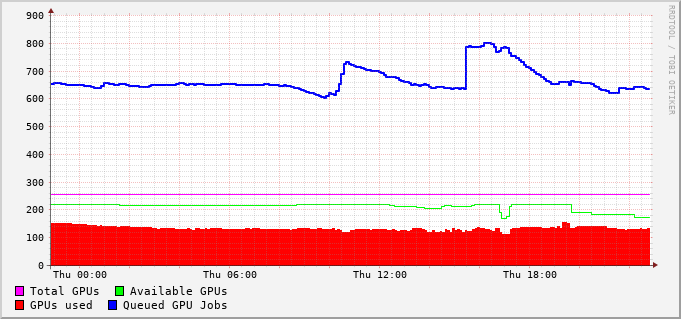 900
800
700
600
500
400
300
200
100
0
Thu 00:00 Thu 06:00 Thu 12:00 Thu 18:00
Total GPUs Available GPUs
GPUs used Queued GPU Jobs
RRDTOOL / TOBI OETIKER